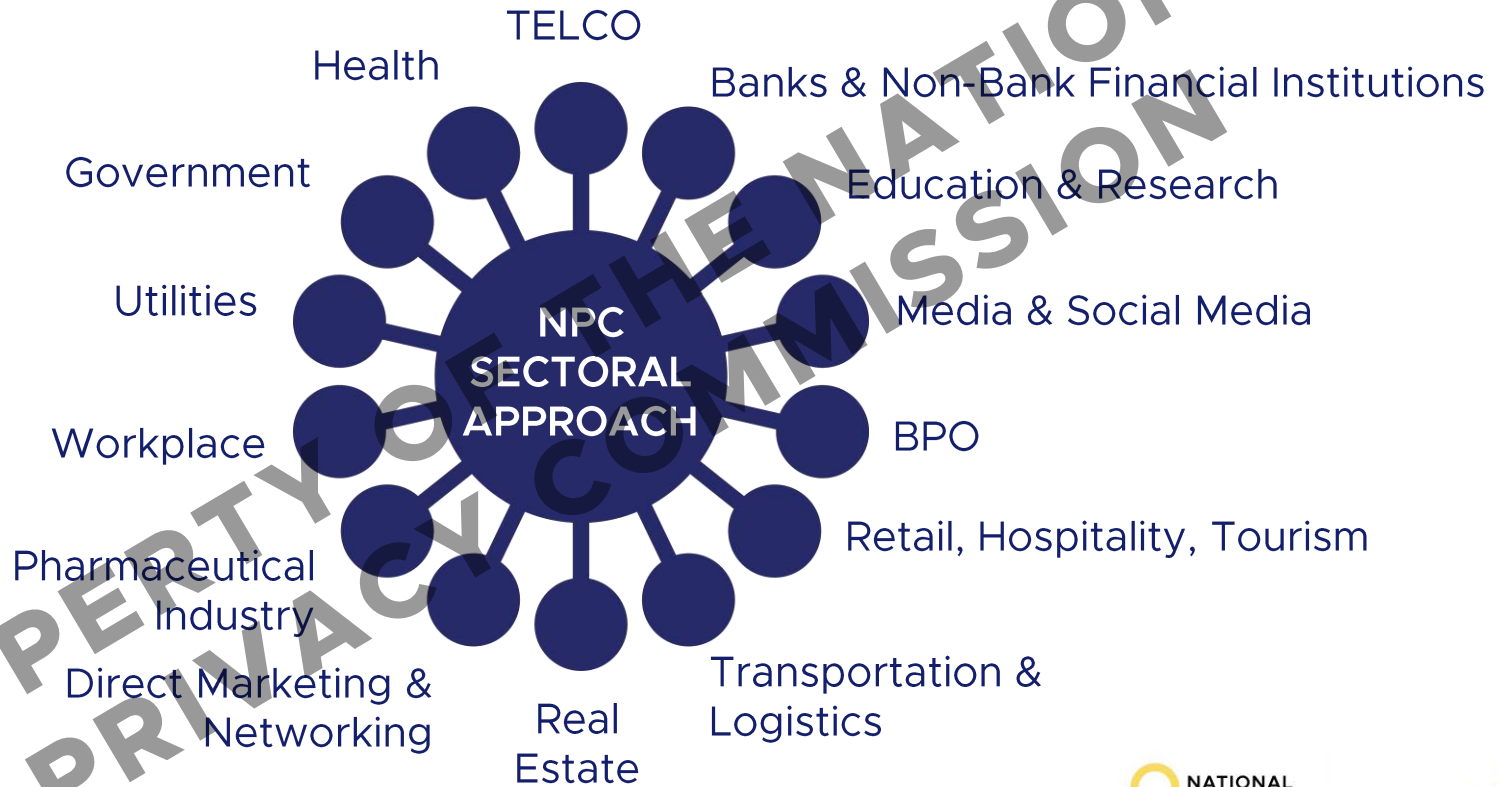 TELCO
Health
Banks & Non-Bank Financial Institutions
Government
Education & Research
Utilities
Media & Social Media
NPC
SECTORAL
APPROACH
Workplace
BPO
Retail, Hospitality, Tourism
Pharmaceutical
Industry
Direct Marketing &
Networking
Real
Estate
Transportation &
Logistics
PERTY OF THE NATION
PRIVACY COMMISSION
NATIONAL